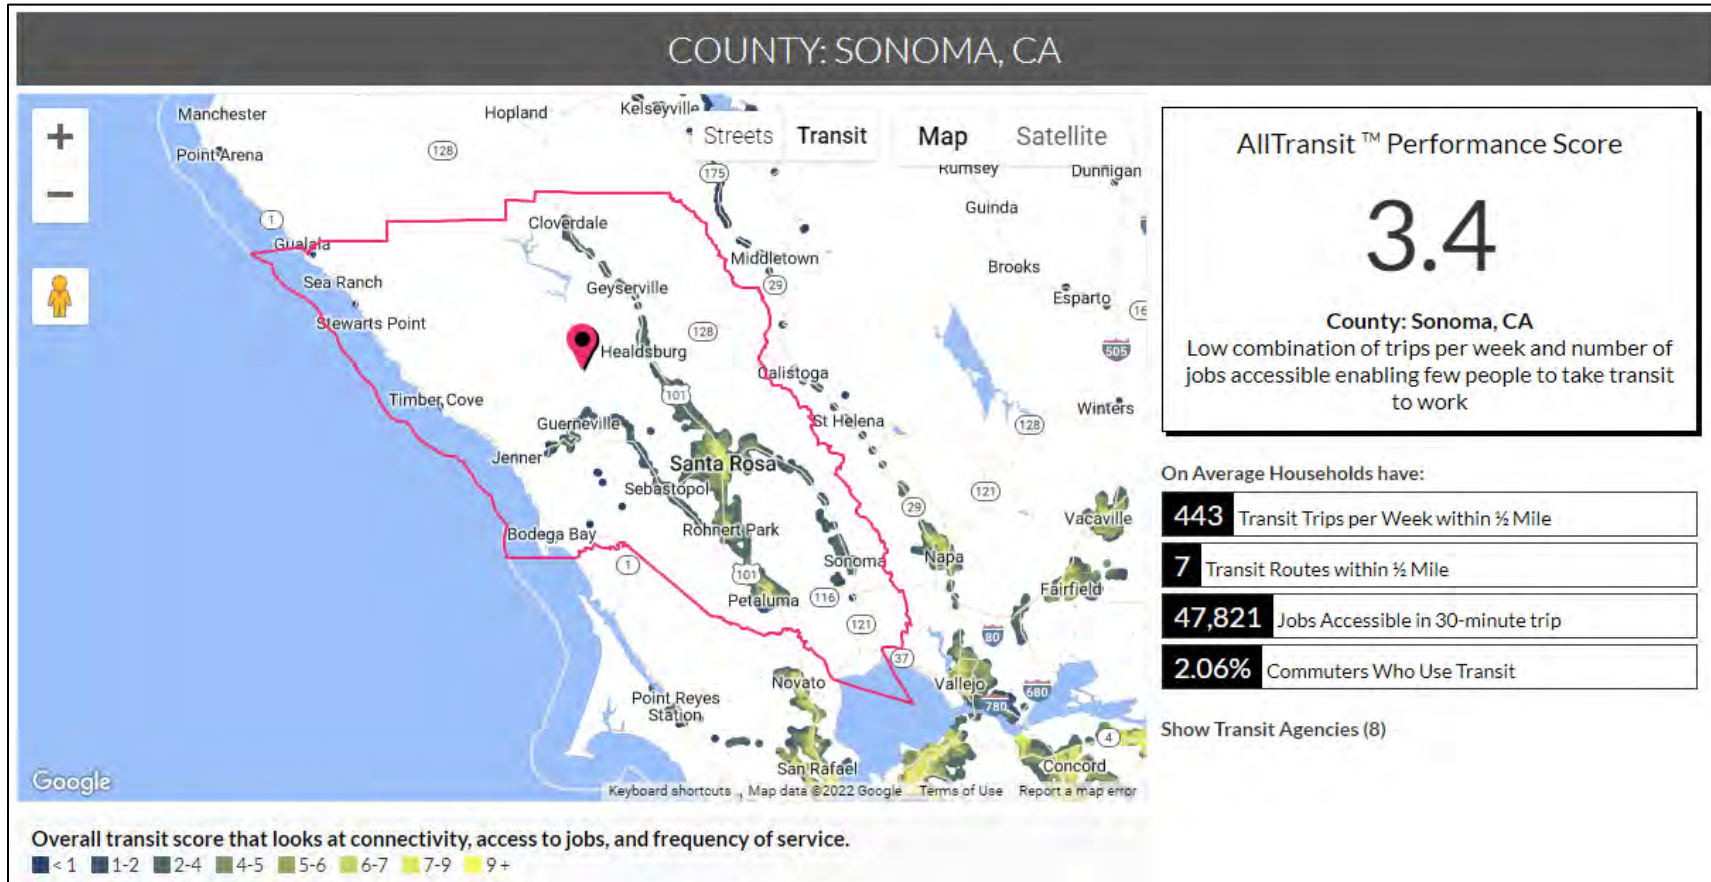 COUNTY: SONOMA, CA
Manchester
Hopland
Kelseyville
Streets
Transit
Map
Satellite
Point Arena
128
175
Rumsey
Dunnigan
Guinda
1
Cloverdale
Gualala
Middletown
Brooks
Sea Ranch
Geyserville
29
Esparto
16
Stewarts Point
128
Healdsburg
505
Calistoga
Timber Cove
101
Winters
Guerneville
St Helena
128
Jenner
Santa Rosa
Sebastopol
121
29
Vacaville
Bodega Bay
Rohnert Park
Sonoma
Napa
1
101
Petaluma
116
Fairfield
121
80
37
Novato
Vallejo
680
780
Point Reyes
Station
4
San Rafael
Concord
Google
Keyboard shortcuts
Map data ©2022 Google
Terms of Use
Report a map error
AllTransit ™ Performance Score
3.4
County: Sonoma, CA
Low combination of trips per week and number of
jobs accessible enabling few people to take transit
to work
On Average Households have:
443 Transit Trips per Week within ½ Mile
7 Transit Routes within ½ Mile
47,821 Jobs Accessible in 30-minute trip
2.06% Commuters Who Use Transit
Show Transit Agencies (8)
Overall transit score that looks at connectivity, access to jobs, and frequency of service.
< 1 1-2 2-4 4-5 5-6 6-7 7-9 9 +